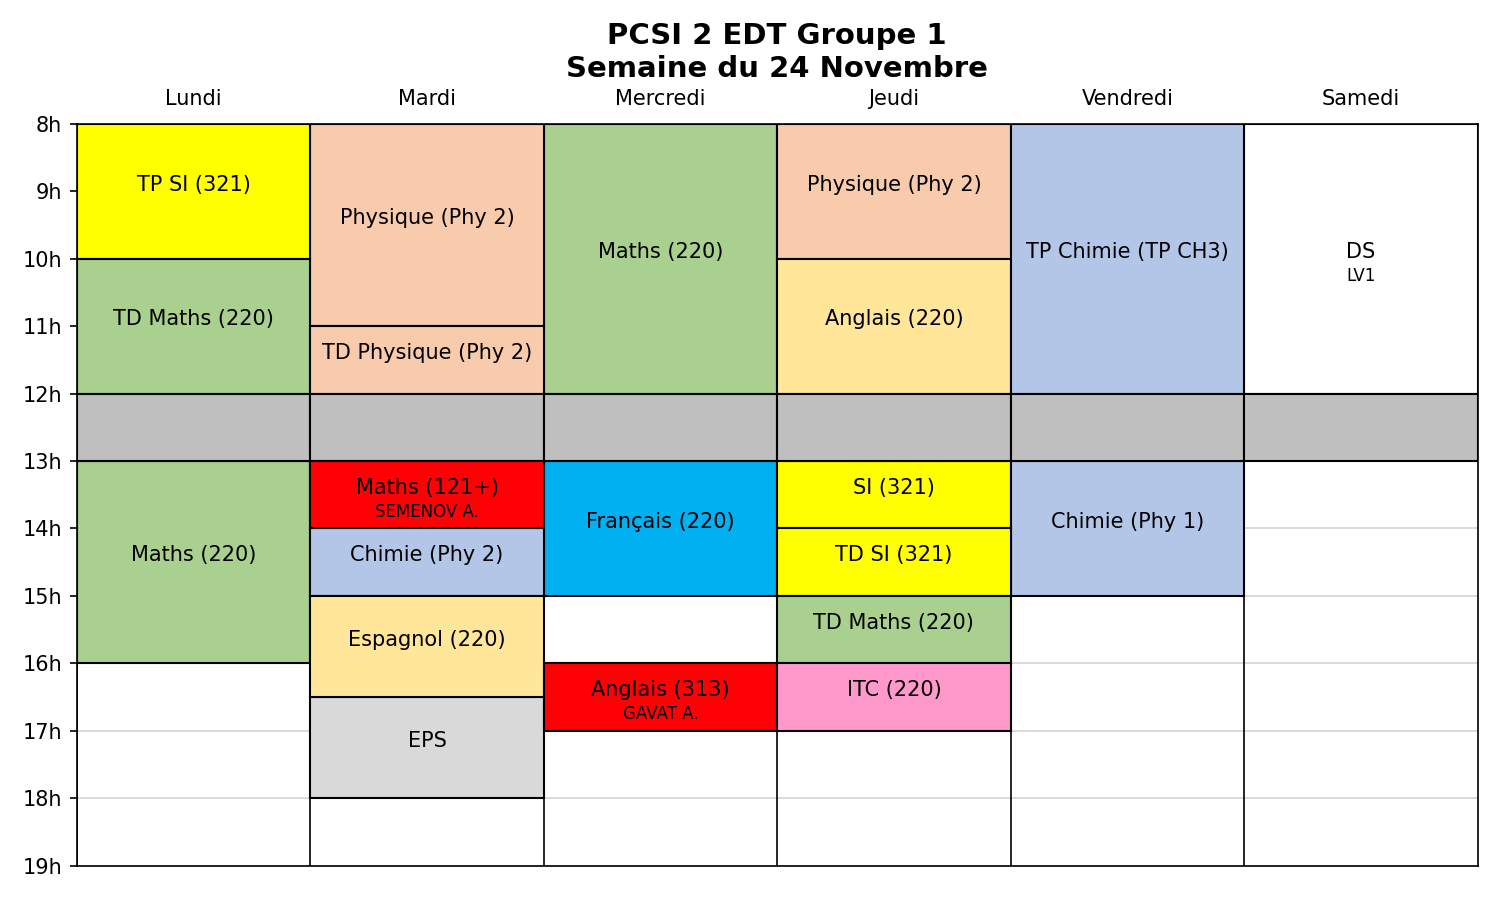 PCSI 2 EDT Groupe 1
Semaine du 24 Novembre
Lundi
Mardi
Mercredi
Jeudi
Vendredi
Samedi
8h
9h
10h
11h
12h
13h
14h
15h
16h
17h
18h
19h
TP SI (321)
TD Maths (220)
Maths (220)
Physique (Phy 2)
TD Physique (Phy 2)
Maths (121+)
SEMENOV A.
Chimie (Phy 2)
Espagnol (220)
EPS
Maths (220)
Français (220)
Anglais (313)
GAVAT A.
Physique (Phy 2)
Anglais (220)
SI (321)
TD SI (321)
TD Maths (220)
ITC (220)
TP Chimie (TP CH3)
Chimie (Phy 1)
DS
LV1